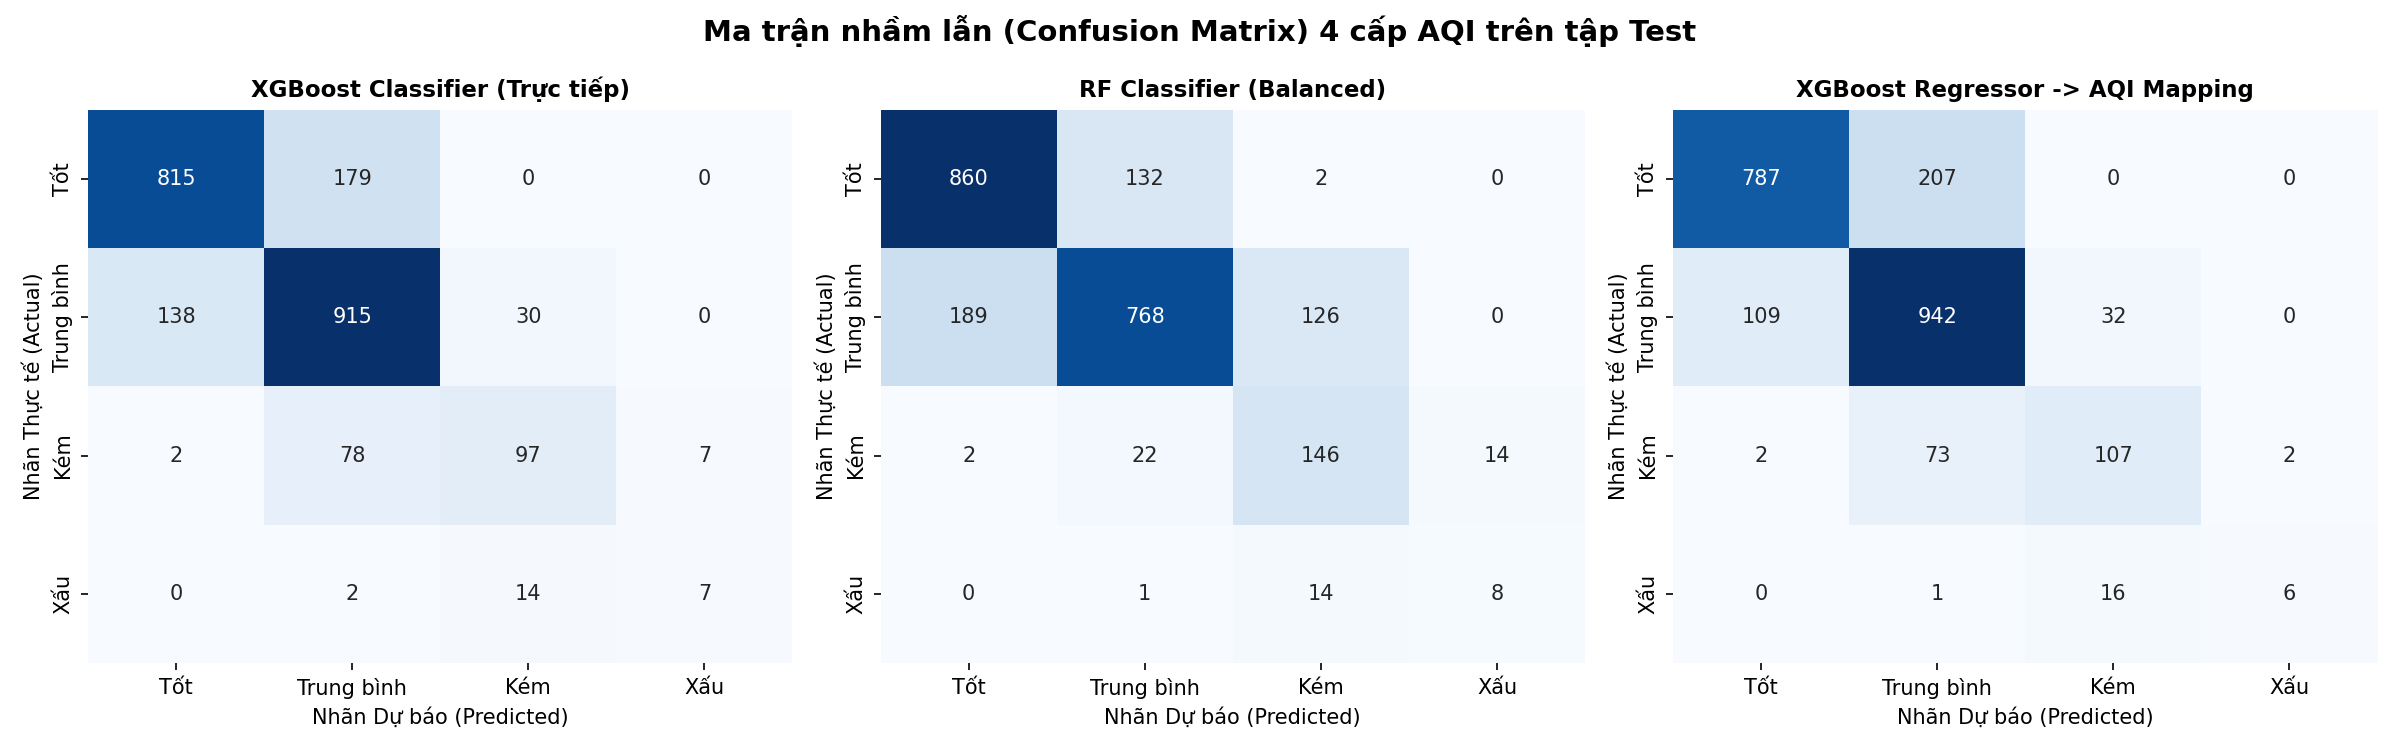 Ma trận nhầm lẫn (Confusion Matrix) 4 cấp AQI trên tập Test
XGBoost Classifier (Trực tiếp)
Nhãn Thực tế (Actual)
Tốt
815 179 0 0
Trung bình
138 915 30 0
Kém
2 78 97 7
Xấu
0 2 14 7
Tốt Trung bình Kém Xấu
Nhãn Dự báo (Predicted)
RF Classifier (Balanced)
Nhãn Thực tế (Actual)
Tốt
860 132 2 0
Trung bình
189 768 126 0
Kém
2 22 146 14
Xấu
0 1 14 8
Tốt Trung bình Kém Xấu
Nhãn Dự báo (Predicted)
XGBoost Regressor -> AQI Mapping
Nhãn Thực tế (Actual)
Tốt
787 207 0 0
Trung bình
109 942 32 0
Kém
2 73 107 2
Xấu
0 1 16 6
Tốt Trung bình Kém Xấu
Nhãn Dự báo (Predicted)